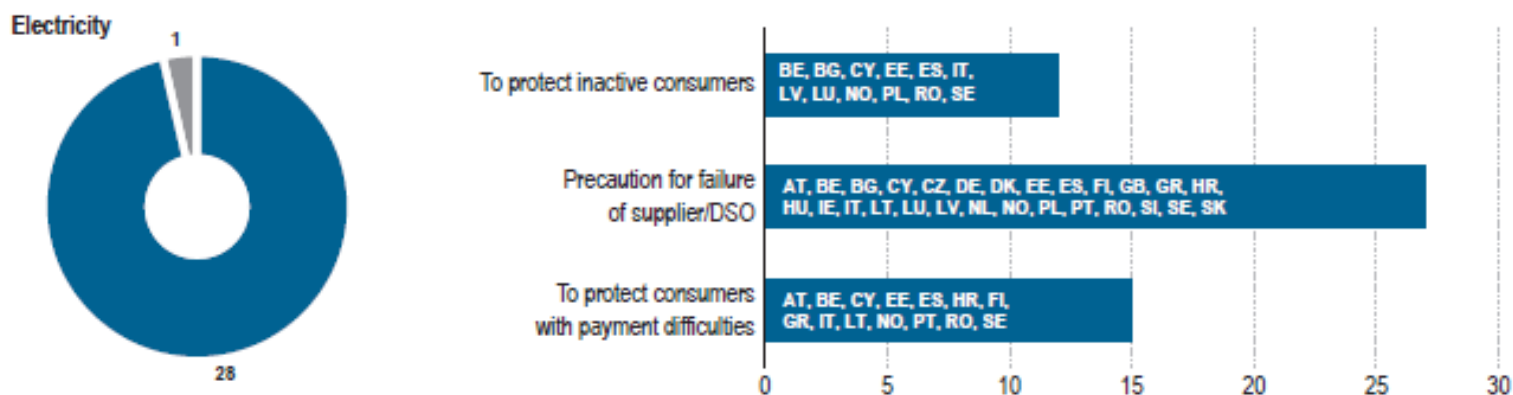 Electricity
1
28
To protect inactive consumers
BE, BG, CY, EE, ES, IT,
LV, LU, NO, PL, RO, SE
Precaution for failure
of supplier/DSO
AT, BE, BG, CY, CZ, DE, DK, EE, ES, FI, GB, GR, HR,
HU, IE, IT, LT, LU, LV, NL, NO, PL, PT, RO, SI, SE, SK
To protect consumers
with payment difficulties
AT, BE, CY, EE, ES, HR, FI,
GR, IT, LT, NO, PT, RO, SE
0 5 10 15 20 25 30